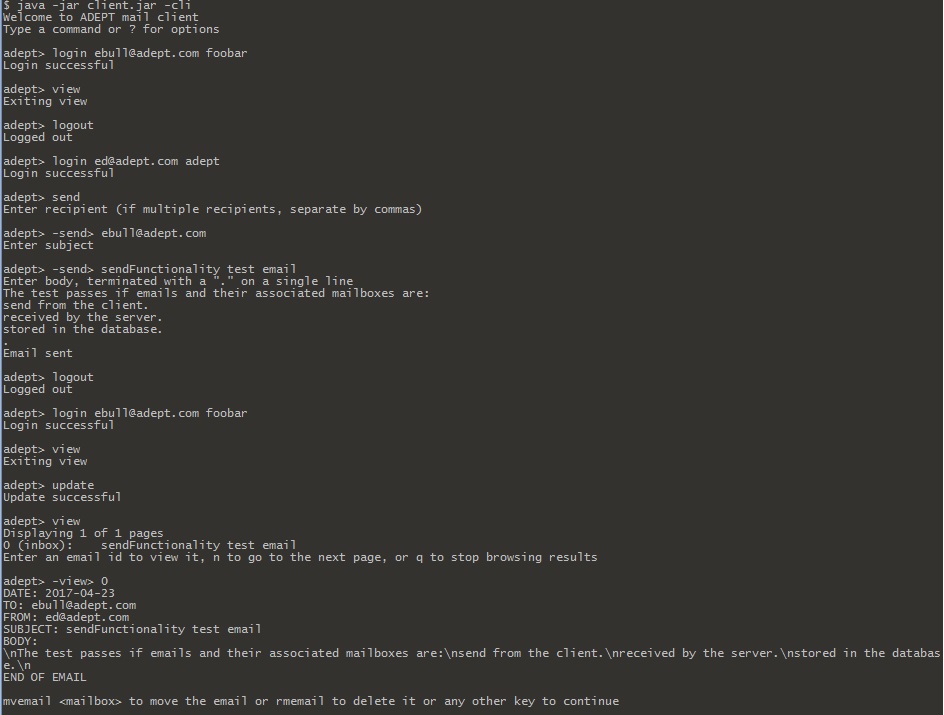 $ java -jar client.jar -cli
Welcome to ADEPT mail client
Type a command or ? for options
adept> login ebull@adept.com foobar
Login successful
adept> view
Exiting view
adept> logout
Logged out
adept> login ed@adept.com adept
Login successful
adept> send
Enter recipient (if multiple recipients, separate by commas)
adept> -send> ebull@adept.com
Enter subject
adept> -send> sendFunctionality test email
Enter body, terminated with a "." on a single line
The test passes if emails and their associated mailboxes are:
send from the client.
received by the server.
stored in the database.
.
Email sent
adept> logout
Logged out
adept> login ebull@adept.com foobar
Login successful
adept> view
Exiting view
adept> update
Update successful
adept> view
Displaying 1 of 1 pages
0 (inbox):    sendFunctionality test email
Enter an email id to view it, n to go to the next page, or q to stop browsing results
adept> -view> 0
DATE: 2017-04-23
TO: ebull@adept.com
FROM: ed@adept.com
SUBJECT: sendFunctionality test email
BODY:
\nThe test passes if emails and their associated mailboxes are:\nsend from the client.\nreceived by the server.\nstored in the databas
e.\n
END OF EMAIL
mvemail <mailbox> to move the email or rmemail to delete it or any other key to continue